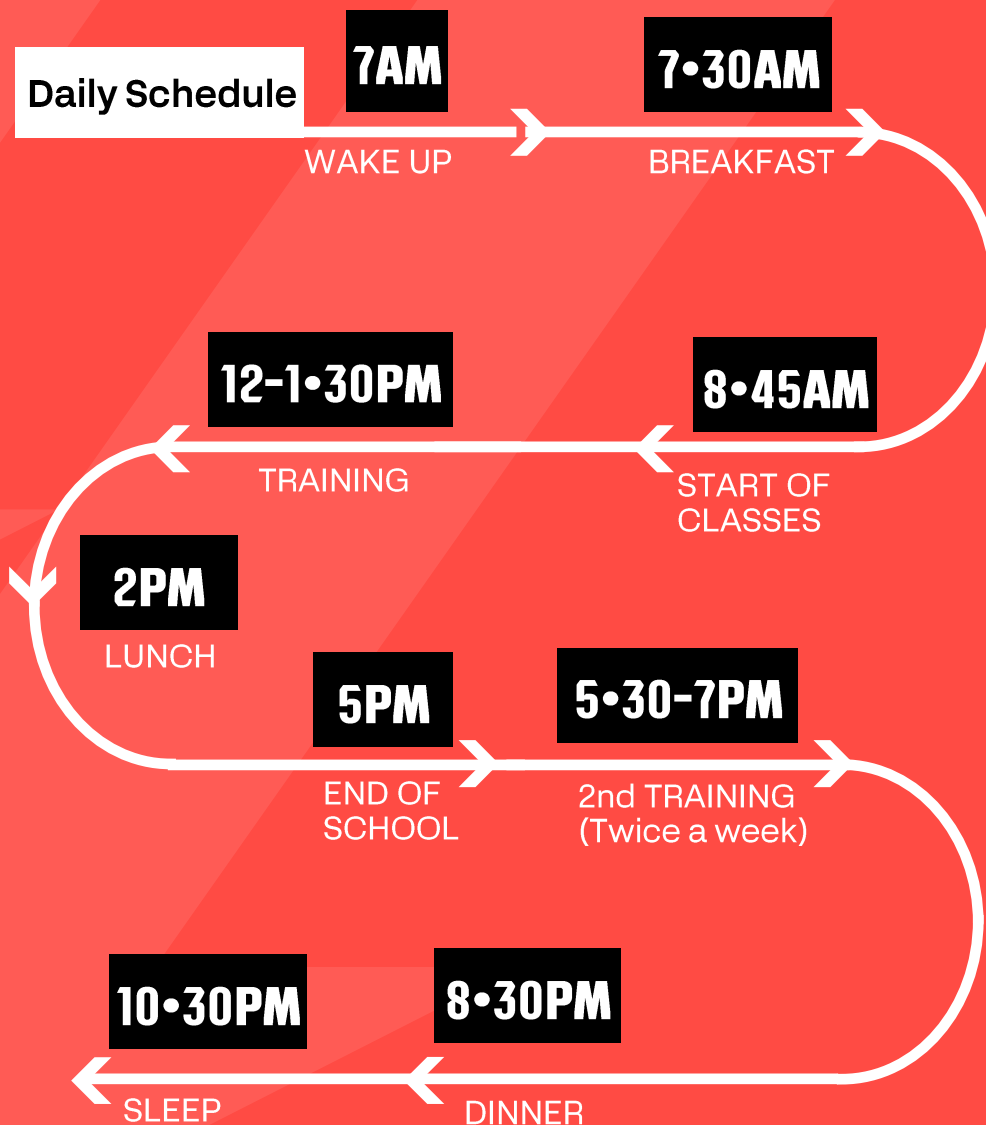 Daily Schedule
7AM
WAKE UP
7•30AM
BREAKFAST
8•45AM
START OF
CLASSES
12-1•30PM
TRAINING
2PM
LUNCH
5PM
END OF
SCHOOL
5•30-7PM
2nd TRAINING
(Twice a week)
8•30PM
DINNER
10•30PM
SLEEP